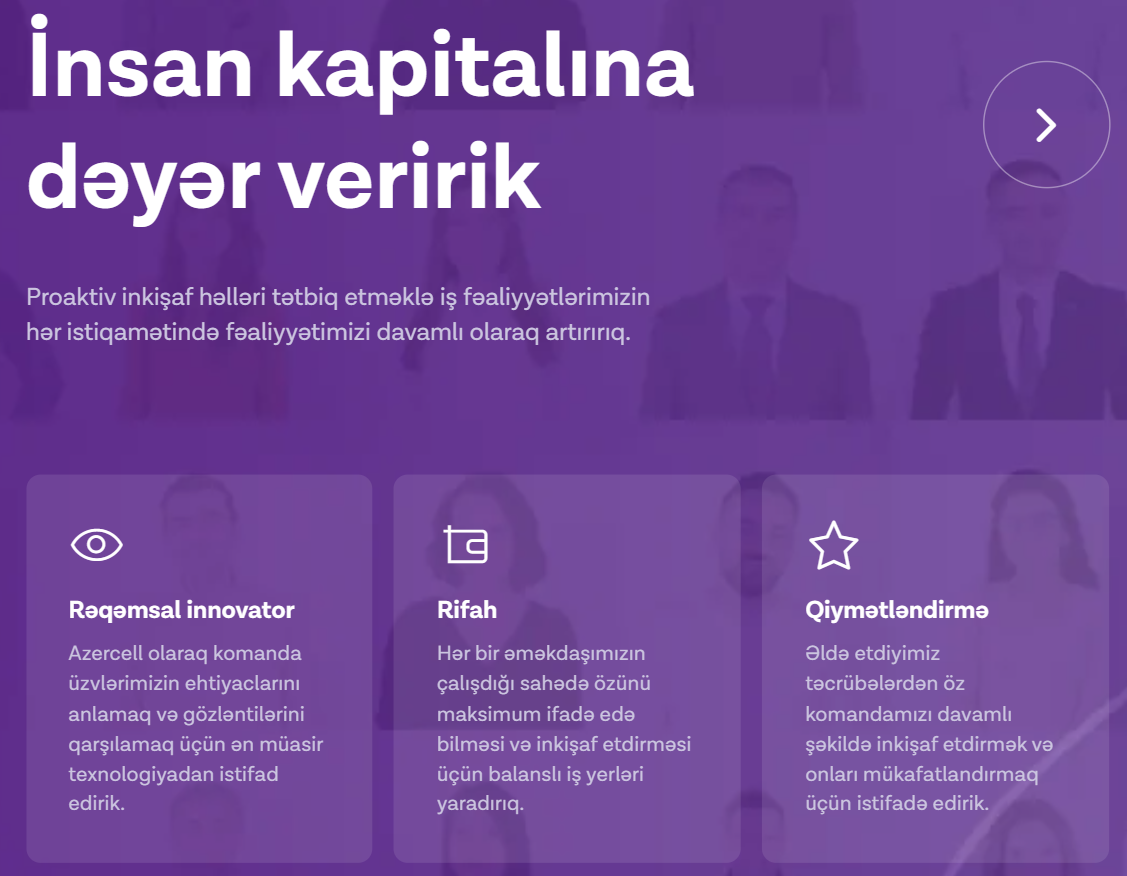 İnsan kapitalına
dəyər veririk
Proaktiv inkişaf həlləri tətbiq etməklə iş fəaliyyətlərimizin
hər istiqamətində fəaliyyətimizi davamlı olaraq artırırıq.
Rəqəmsal innovator
Azercell olaraq komanda
üzvlərimizin ehtiyaclarını
anlamaq və gözləntilərini
qarşılamaq üçün ən müasir
texnologiyadan istifad
edirik.
Rifah
Hər bir əməkdaşımızın
çalışdığı sahədə özünü
maksimum ifadə edə
bilməsi və inkişaf etdirməsi
üçün balanslı iş yerləri
yaradırıq.
Qiymətləndirmə
Əldə etdiyimiz
təcrübələrdən öz
komandamızı davamlı
şəkildə inkişaf etdirmək və
onları mükafatlandırmaq
üçün istifadə edirik.